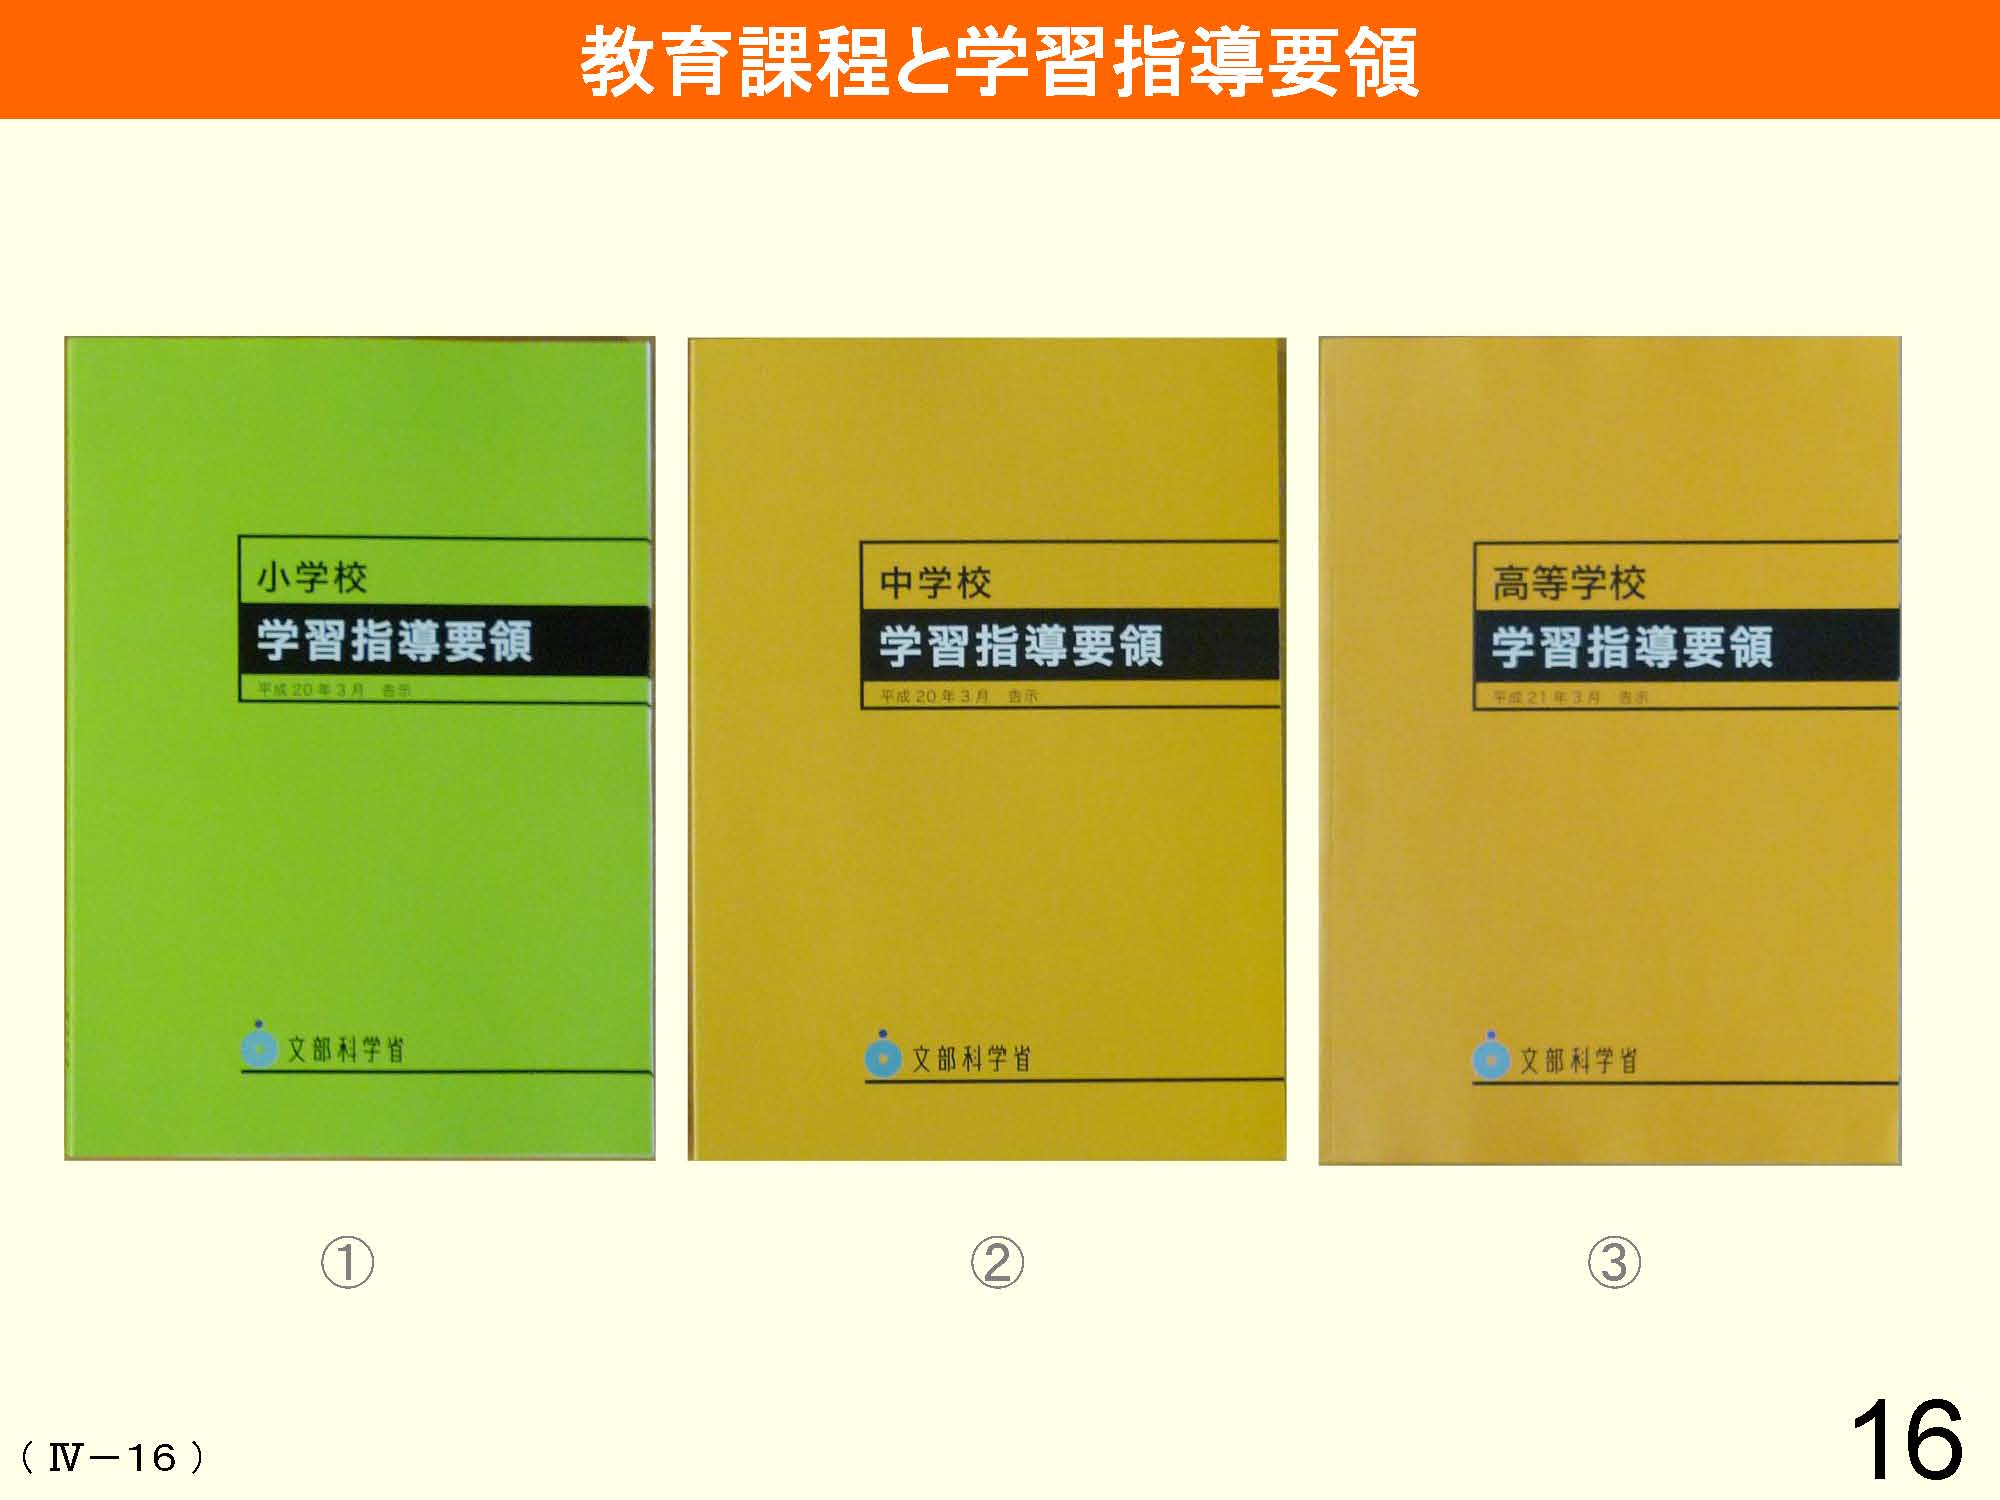 教育課程と学習指導要領
小学校
学習指導要領
平成20年3月　告示
文部科学省
中学校
学習指導要領
平成20年3月　告示
文部科学省
高等学校
学習指導要領
平成21年3月　告示
文部科学省
①
②
③
（Ⅳ－１６）
16